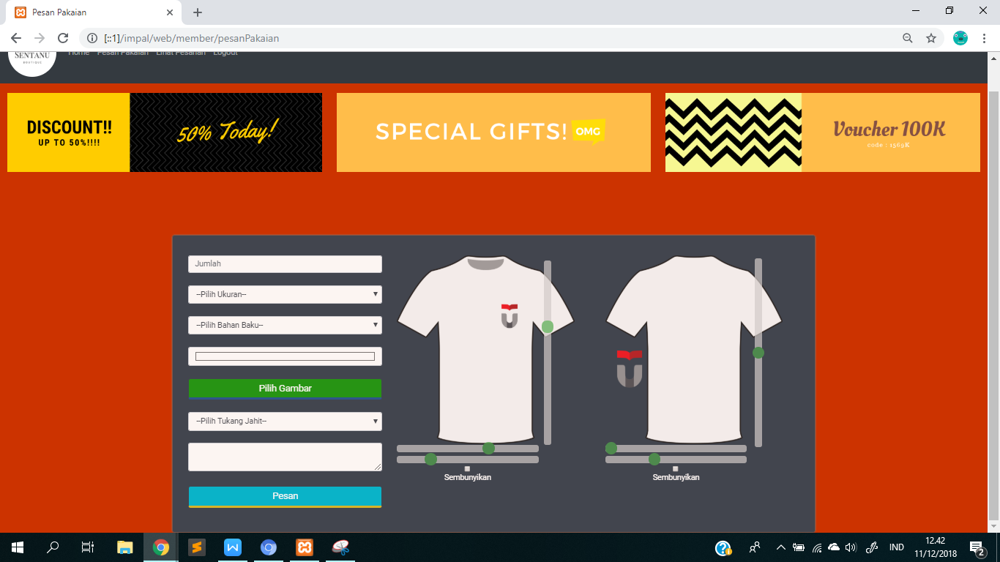 Pesan Pakaian
[::1]/impal/web/member/pesanPakaian
SENTANU
BOUTIQUE
Home Pesan Pakaian Lihat Pesanan Logout
DISCOUNT!!
UP TO 50%!!!!
50% Today!
SPECIAL GIFTS! OMG
Voucher 100K
code : 1569K
Jumlah
--Pilih Ukuran--
--Pilih Bahan Baku--
Pilih Gambar
--Pilih Tukang Jahit--
Pesan
Sembunyikan
Sembunyikan
IND
12.42
11/12/2018
2